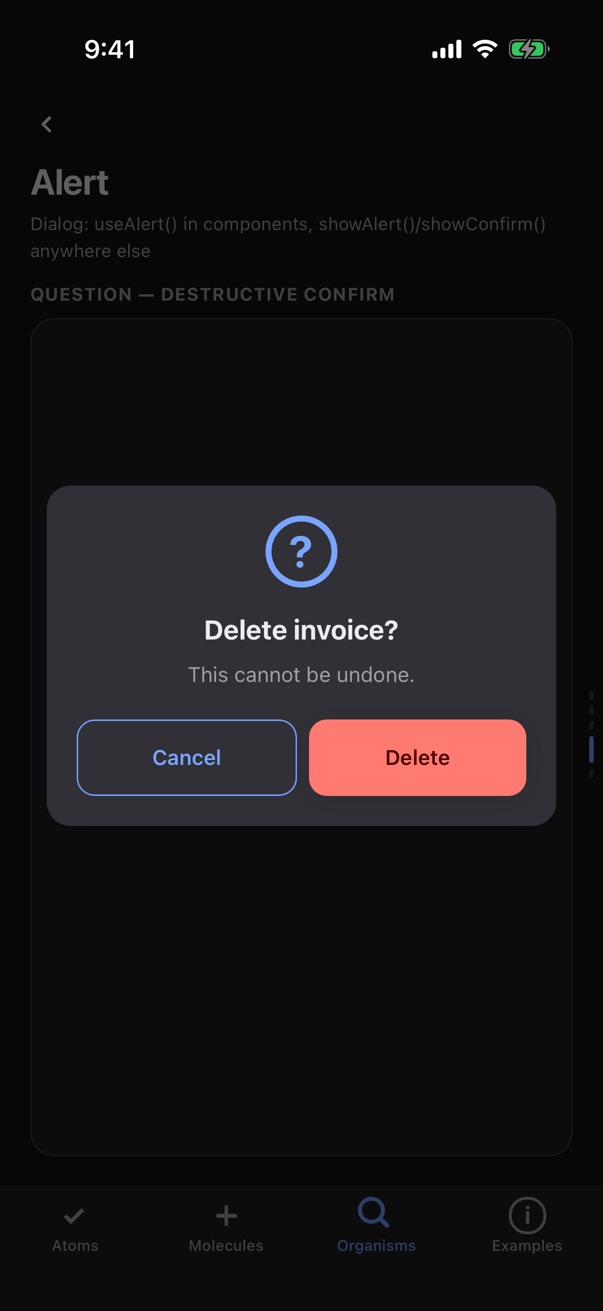 9:41
Alert
Dialog: useAlert() in components, showAlert()/showConfirm()
anywhere else
QUESTION — DESTRUCTIVE CONFIRM
?
Delete invoice?
This cannot be undone.
Cancel
Delete
Atoms
Molecules
Organisms
Examples